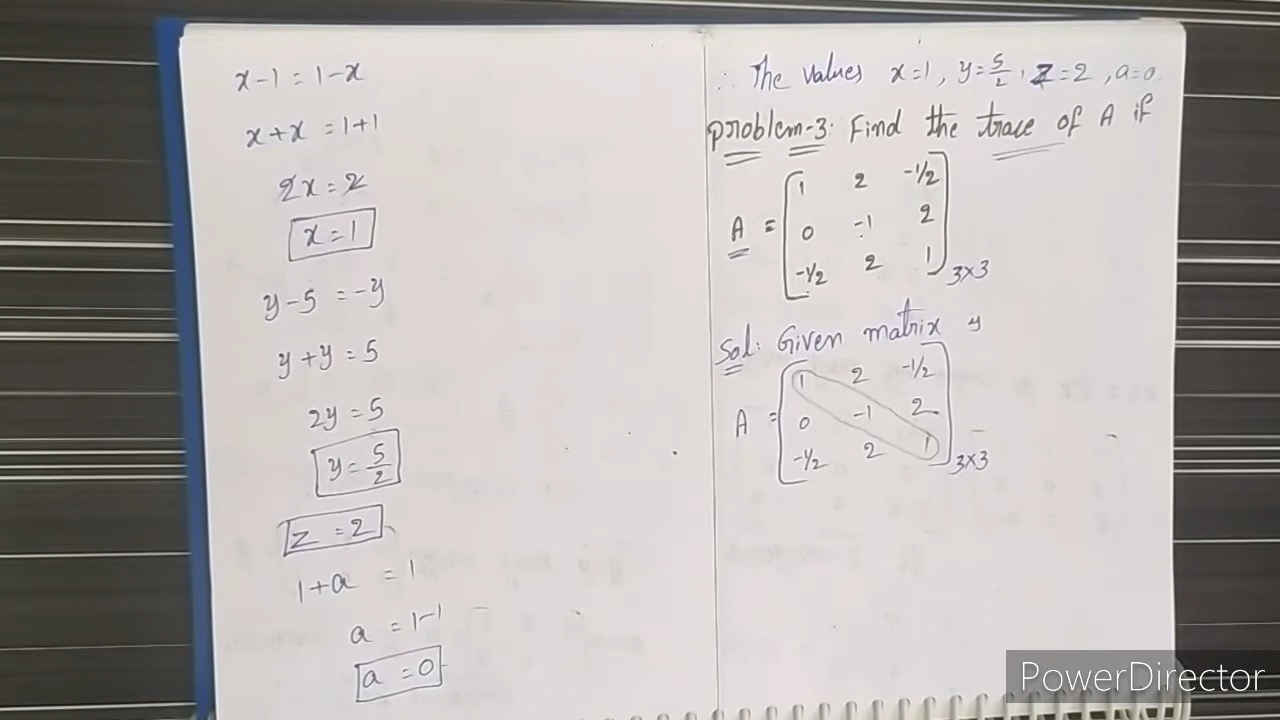 x-1 = 1-x
x+x = 1+1
2x = 2
x = 1
y-5 = -y
y+y = 5
2y = 5
y = 5/2
z = 2
1+a = 1
a = 1-1
a = 0
∴ The values x=1, y=5/2, z=2, a=0.
problem-3: Find the trace of A if
1 2 -1/2
A = 0 -1 2
-1/2 2 1 3×3
Sol: Given matrix
1 2 -1/2
A = 0 -1 2
-1/2 2 1 3×3
PowerDirector